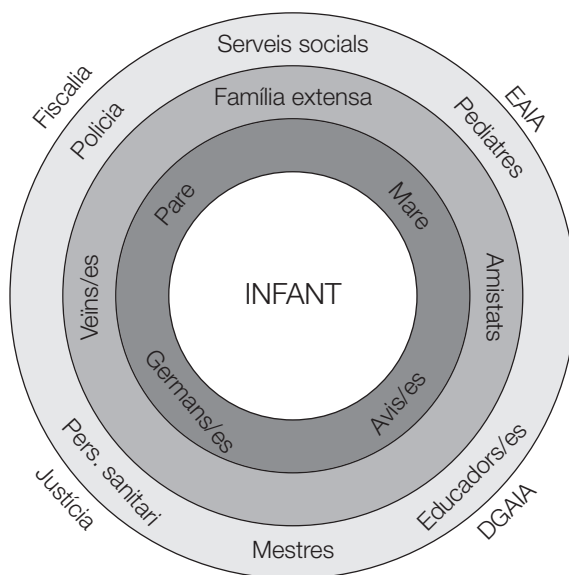 Serveis socials
Fiscalia
EAIA
Policia
Família extensa
Pediatres
Pare
Mare
Veïns/es
INFANT
Amistats
Germans/es
Avis/es
Pers. sanitari
Educadors/es
Justícia
DGAIA
Mestres